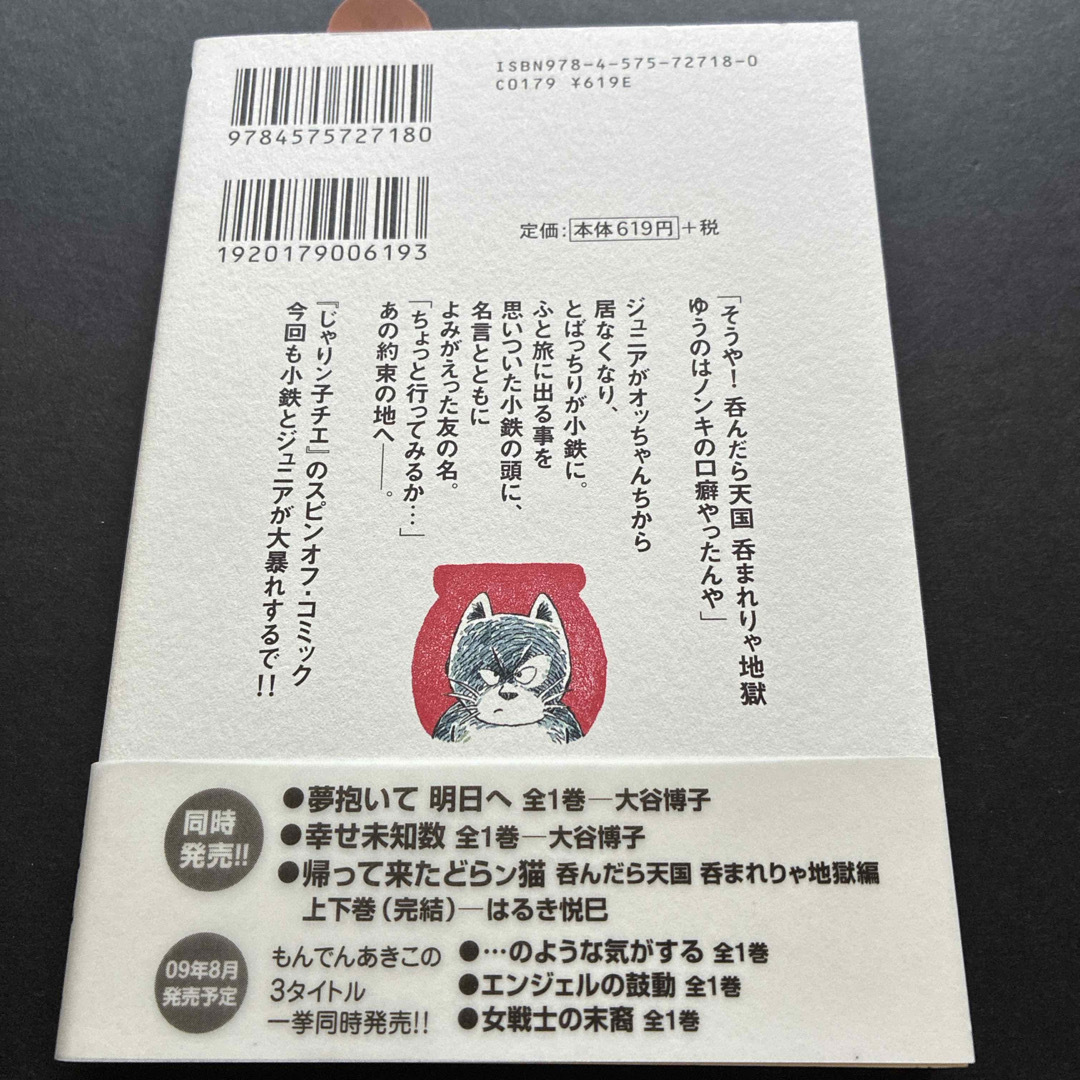 ISBN978-4-575-72718-0
C0179 ¥619E
9784575727180
1920179006193
定価:本体619円+税
「そうや！呑んだら天国 呑まれりゃ地獄
ゆうのはノンキの口癖やったんや」
ジュニアがオッちゃんちから
居なくなり、
とばっちりが小鉄に。
ふと旅に出る事を
思いついた小鉄の頭に、
名言とともに
よみがえった友の名。
「ちょっと行ってみるか…」
あの約束の地へ――。
『じゃりン子チエ』のスピンオフ・コミック
今回も小鉄とジュニアが大暴れするで!!
同時
発売!!
●夢抱いて 明日へ 全1巻―大谷博子
●幸せ未知数 全1巻―大谷博子
●帰って来たどらン猫 呑んだら天国 呑まれりゃ地獄編
上下巻(完結)―はるき悦巳
09年8月
発売予定
もんでんあきこの
3タイトル
一挙同時発売!!
●…のような気がする 全1巻
●エンジェルの鼓動 全1巻
●女戦士の末裔 全1巻